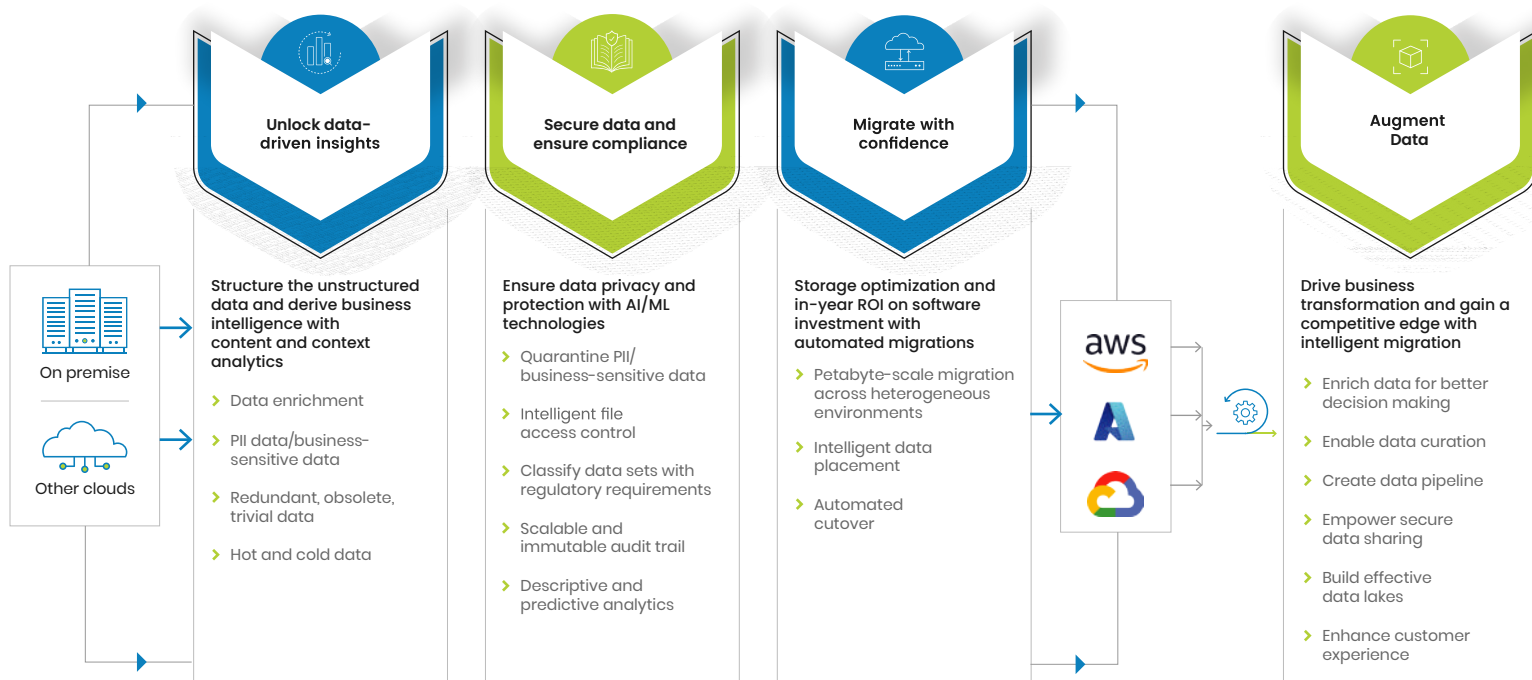 On premise
Other clouds
Unlock data-
driven insights
Structure the unstructured
data and derive business
intelligence with
content and context
analytics
Data enrichment
PII data/business-
sensitive data
Redundant, obsolete,
trivial data
Hot and cold data
Secure data and
ensure compliance
Ensure data privacy and
protection with AI/ML
technologies
Quarantine PII/
business-sensitive data
Intelligent file
access control
Classify data sets with
regulatory requirements
Scalable and
immutable audit trail
Descriptive and
predictive analytics
Migrate with
confidence
Storage optimization and
in-year ROI on software
investment with
automated migrations
Petabyte-scale migration
across heterogeneous
environments
Intelligent data
placement
Automated
cutover
aws
Augment
Data
Drive business
transformation and gain a
competitive edge with
intelligent migration
Enrich data for better
decision making
Enable data curation
Create data pipeline
Empower secure
data sharing
Build effective
data lakes
Enhance customer
experience